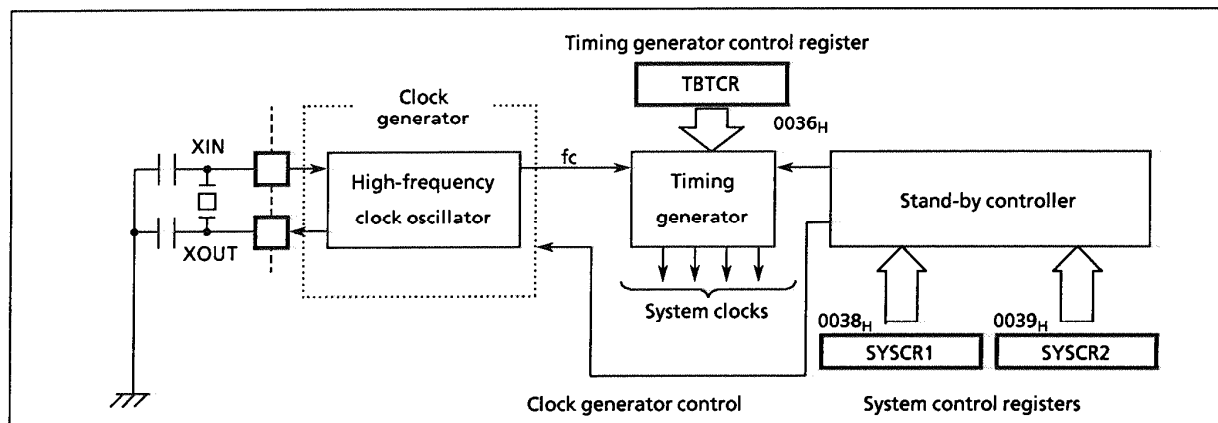 Timing generator control register
TBTCR
0036H
Clock
generator
XIN
XOUT
High-frequency
clock oscillator
fc
Timing
generator
Stand-by controller
System clocks
0038H
0039H
SYSCR1
SYSCR2
Clock generator control
System control registers